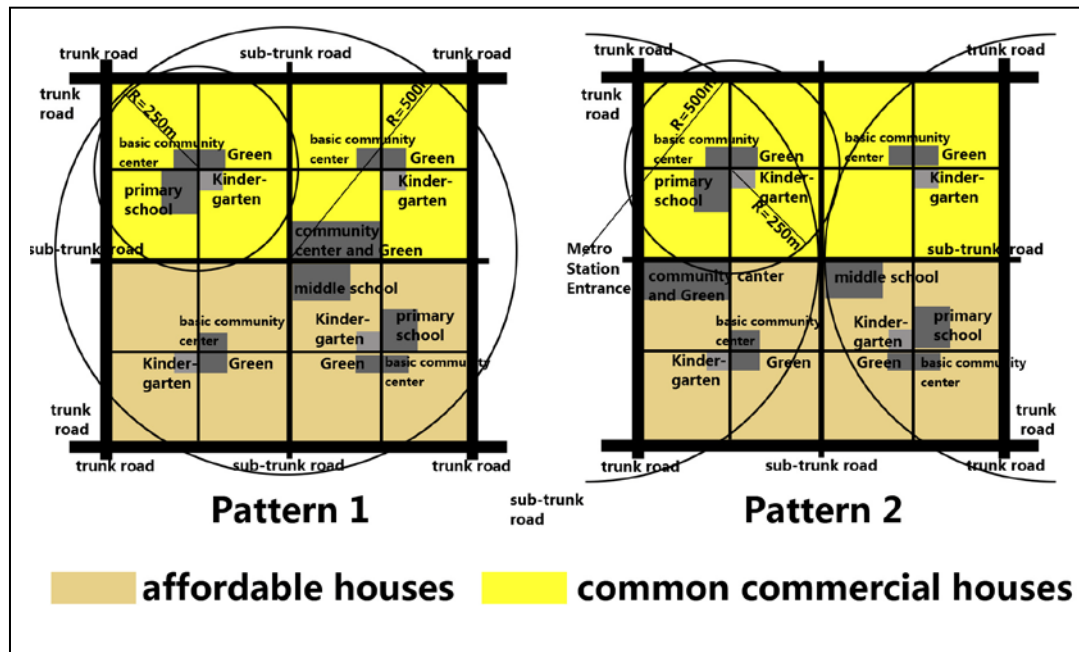 trunk road
sub-trunk road
trunk road
trunk
road
R=250m
R=500m
basic community
center
Green
basic community
center
Green
primary
school
Kinder-
garten
Kinder-
garten
sub-trunk road
community
center and Green
middle school
basic community
center
Kinder-
garten
primary
school
Kinder-
garten
Green
Green
basic community
center
trunk
road
trunk road
sub-trunk road
trunk road
Pattern 1
trunk road
trunk road
trunk
road
R=500m
basic community
center
Green
basic community
center
Green
primary
school
Kinder-
garten
Kinder-
garten
R=250m
Metro
Station
Entrance
sub-trunk
road
community canter
and Green
middle school
basic community
center
Kinder-
garten
primary
school
Kinder-
garten
Green
Green
basic community
center
trunk
road
trunk road
sub-trunk road
trunk road
sub-trunk
road
Pattern 2
affordable houses
common commercial houses